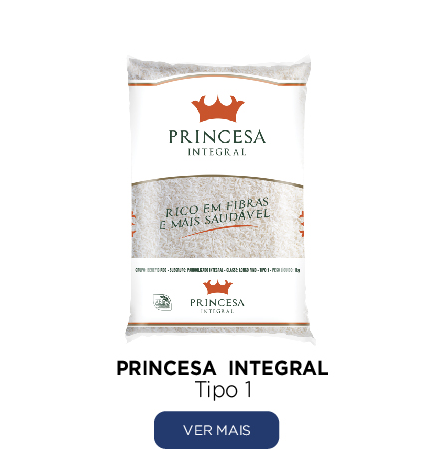 PRINCESA
INTEGRAL
RICO EM FIBRAS
E MAIS SAUDÁVEL
PRINCESA
INTEGRAL
PRINCESA INTEGRAL
Tipo 1
VER MAIS